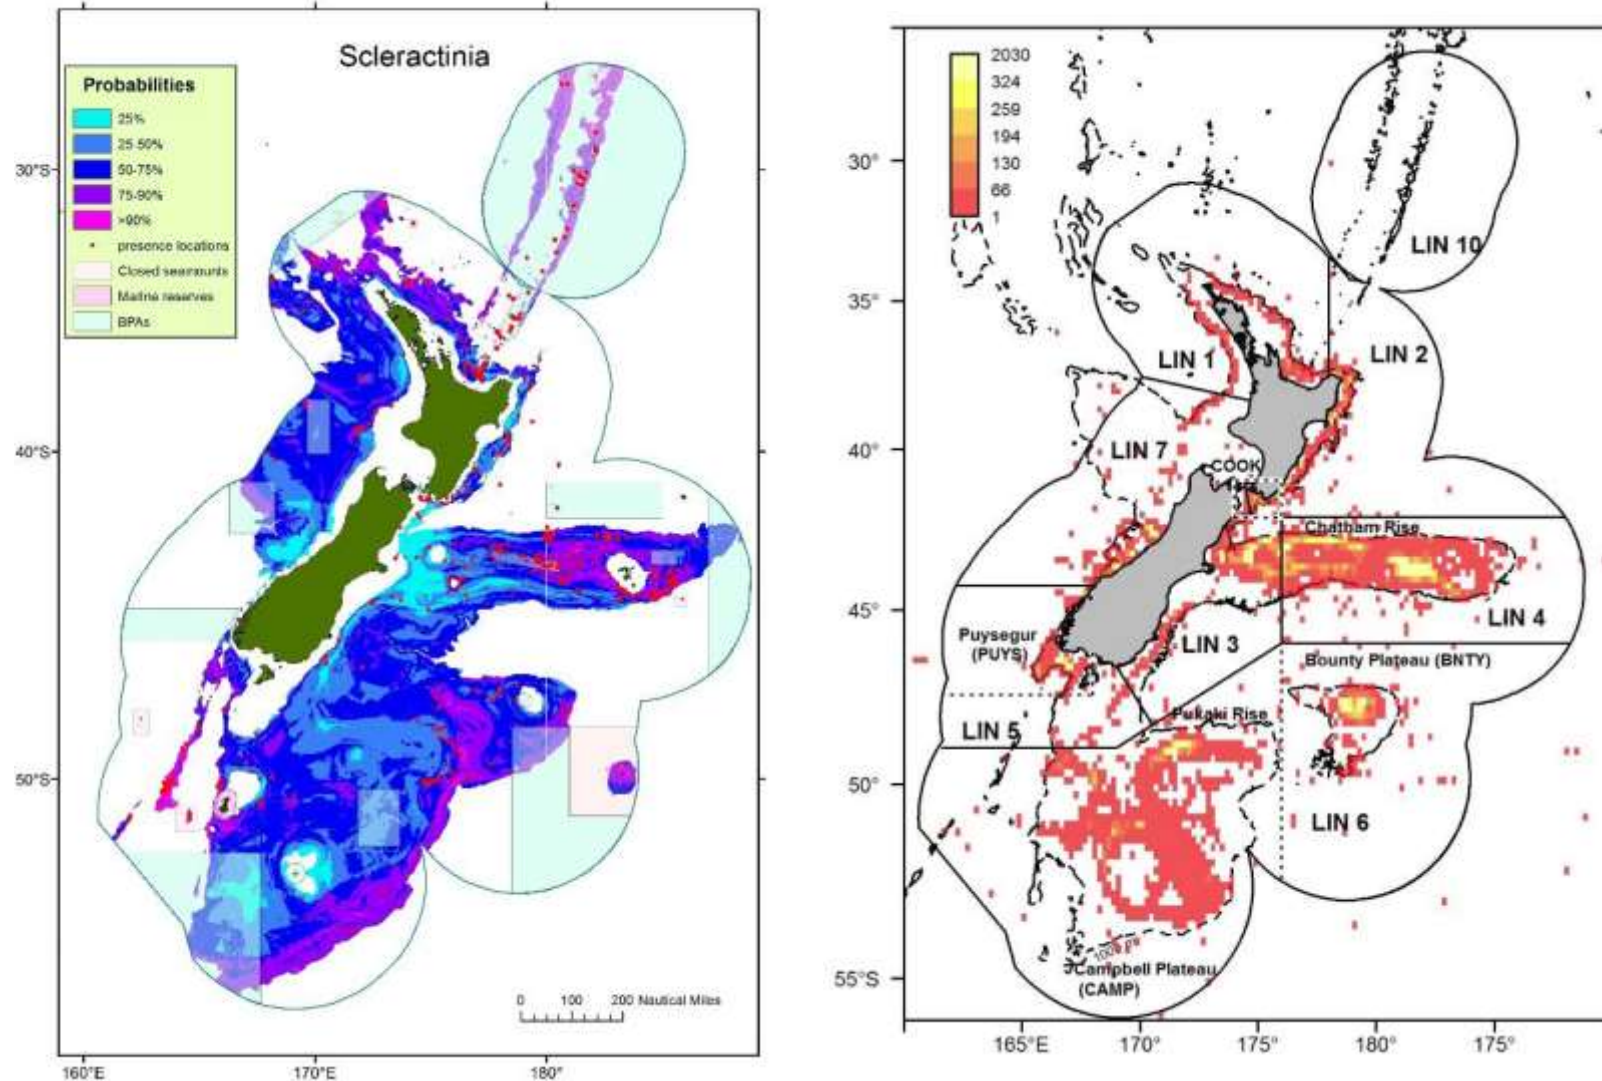 Scleractinia
Probabilities
25%
25-50%
50-75%
75-90%
>90%
presence locations
Closed seamounts
Marine reserves
BPAs
30°S
40°S
50°S
160°E
170°E
180°
0 100 200 Nautical Miles
2030
324
259
194
130
66
1
30°
35°
40°
45°
50°
55°S
165°E
170°
175°
180°
175°
LIN 10
LIN 1
LIN 2
LIN 7
COOK
Chatham Rise
LIN 4
Puysegur
(PUYS)
LIN 3
Bounty Plateau (BNTY)
LIN 5
Pukaki Rise
LIN 6
Campbell Plateau
(CAMP)